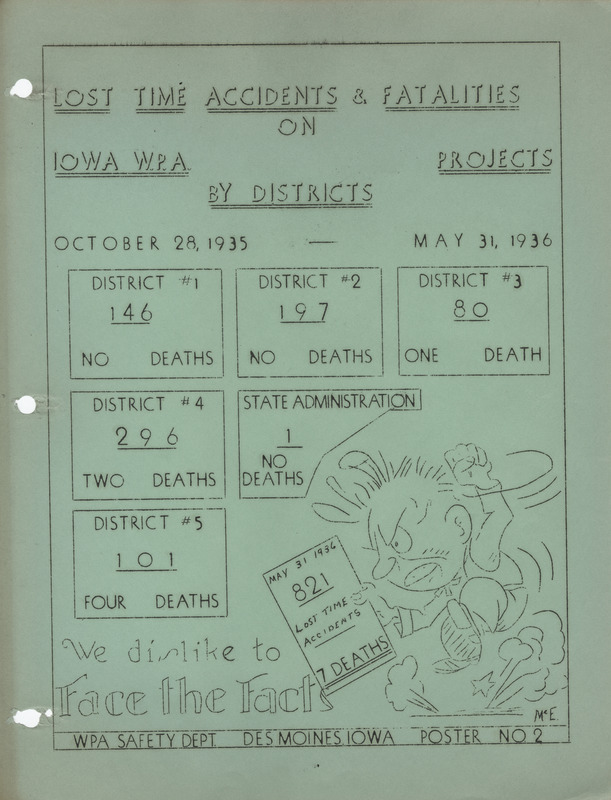 LOST TIME ACCIDENTS & FATALITIES
ON
IOWA W.P.A. PROJECTS
BY DISTRICTS
OCTOBER 28, 1935 — MAY 31, 1936
DISTRICT #1
146
NO DEATHS
DISTRICT #2
197
NO DEATHS
DISTRICT #3
80
ONE DEATH
DISTRICT #4
296
TWO DEATHS
STATE ADMINISTRATION
1
NO
DEATHS
DISTRICT #5
101
FOUR DEATHS
MAY 31 1936
821
LOST TIME
ACCIDENTS
7 DEATHS
We dislike to
Face the Facts
McE.
WPA SAFETY DEPT. DES MOINES IOWA POSTER NO 2